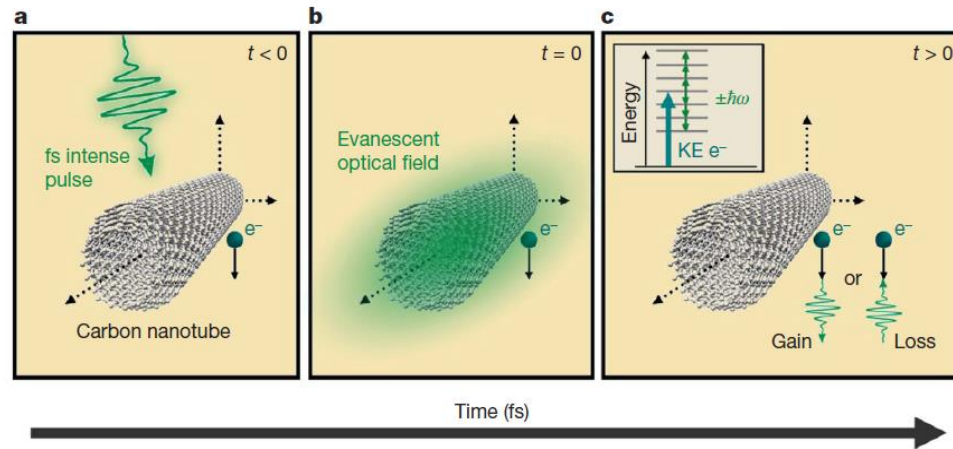 a
t < 0
fs intense
pulse
e⁻
Carbon nanotube
b
t = 0
Evanescent
optical field
e⁻
c
t > 0
Energy
±ℏω
KE e⁻
e⁻
e⁻
or
Gain
Loss
Time (fs)